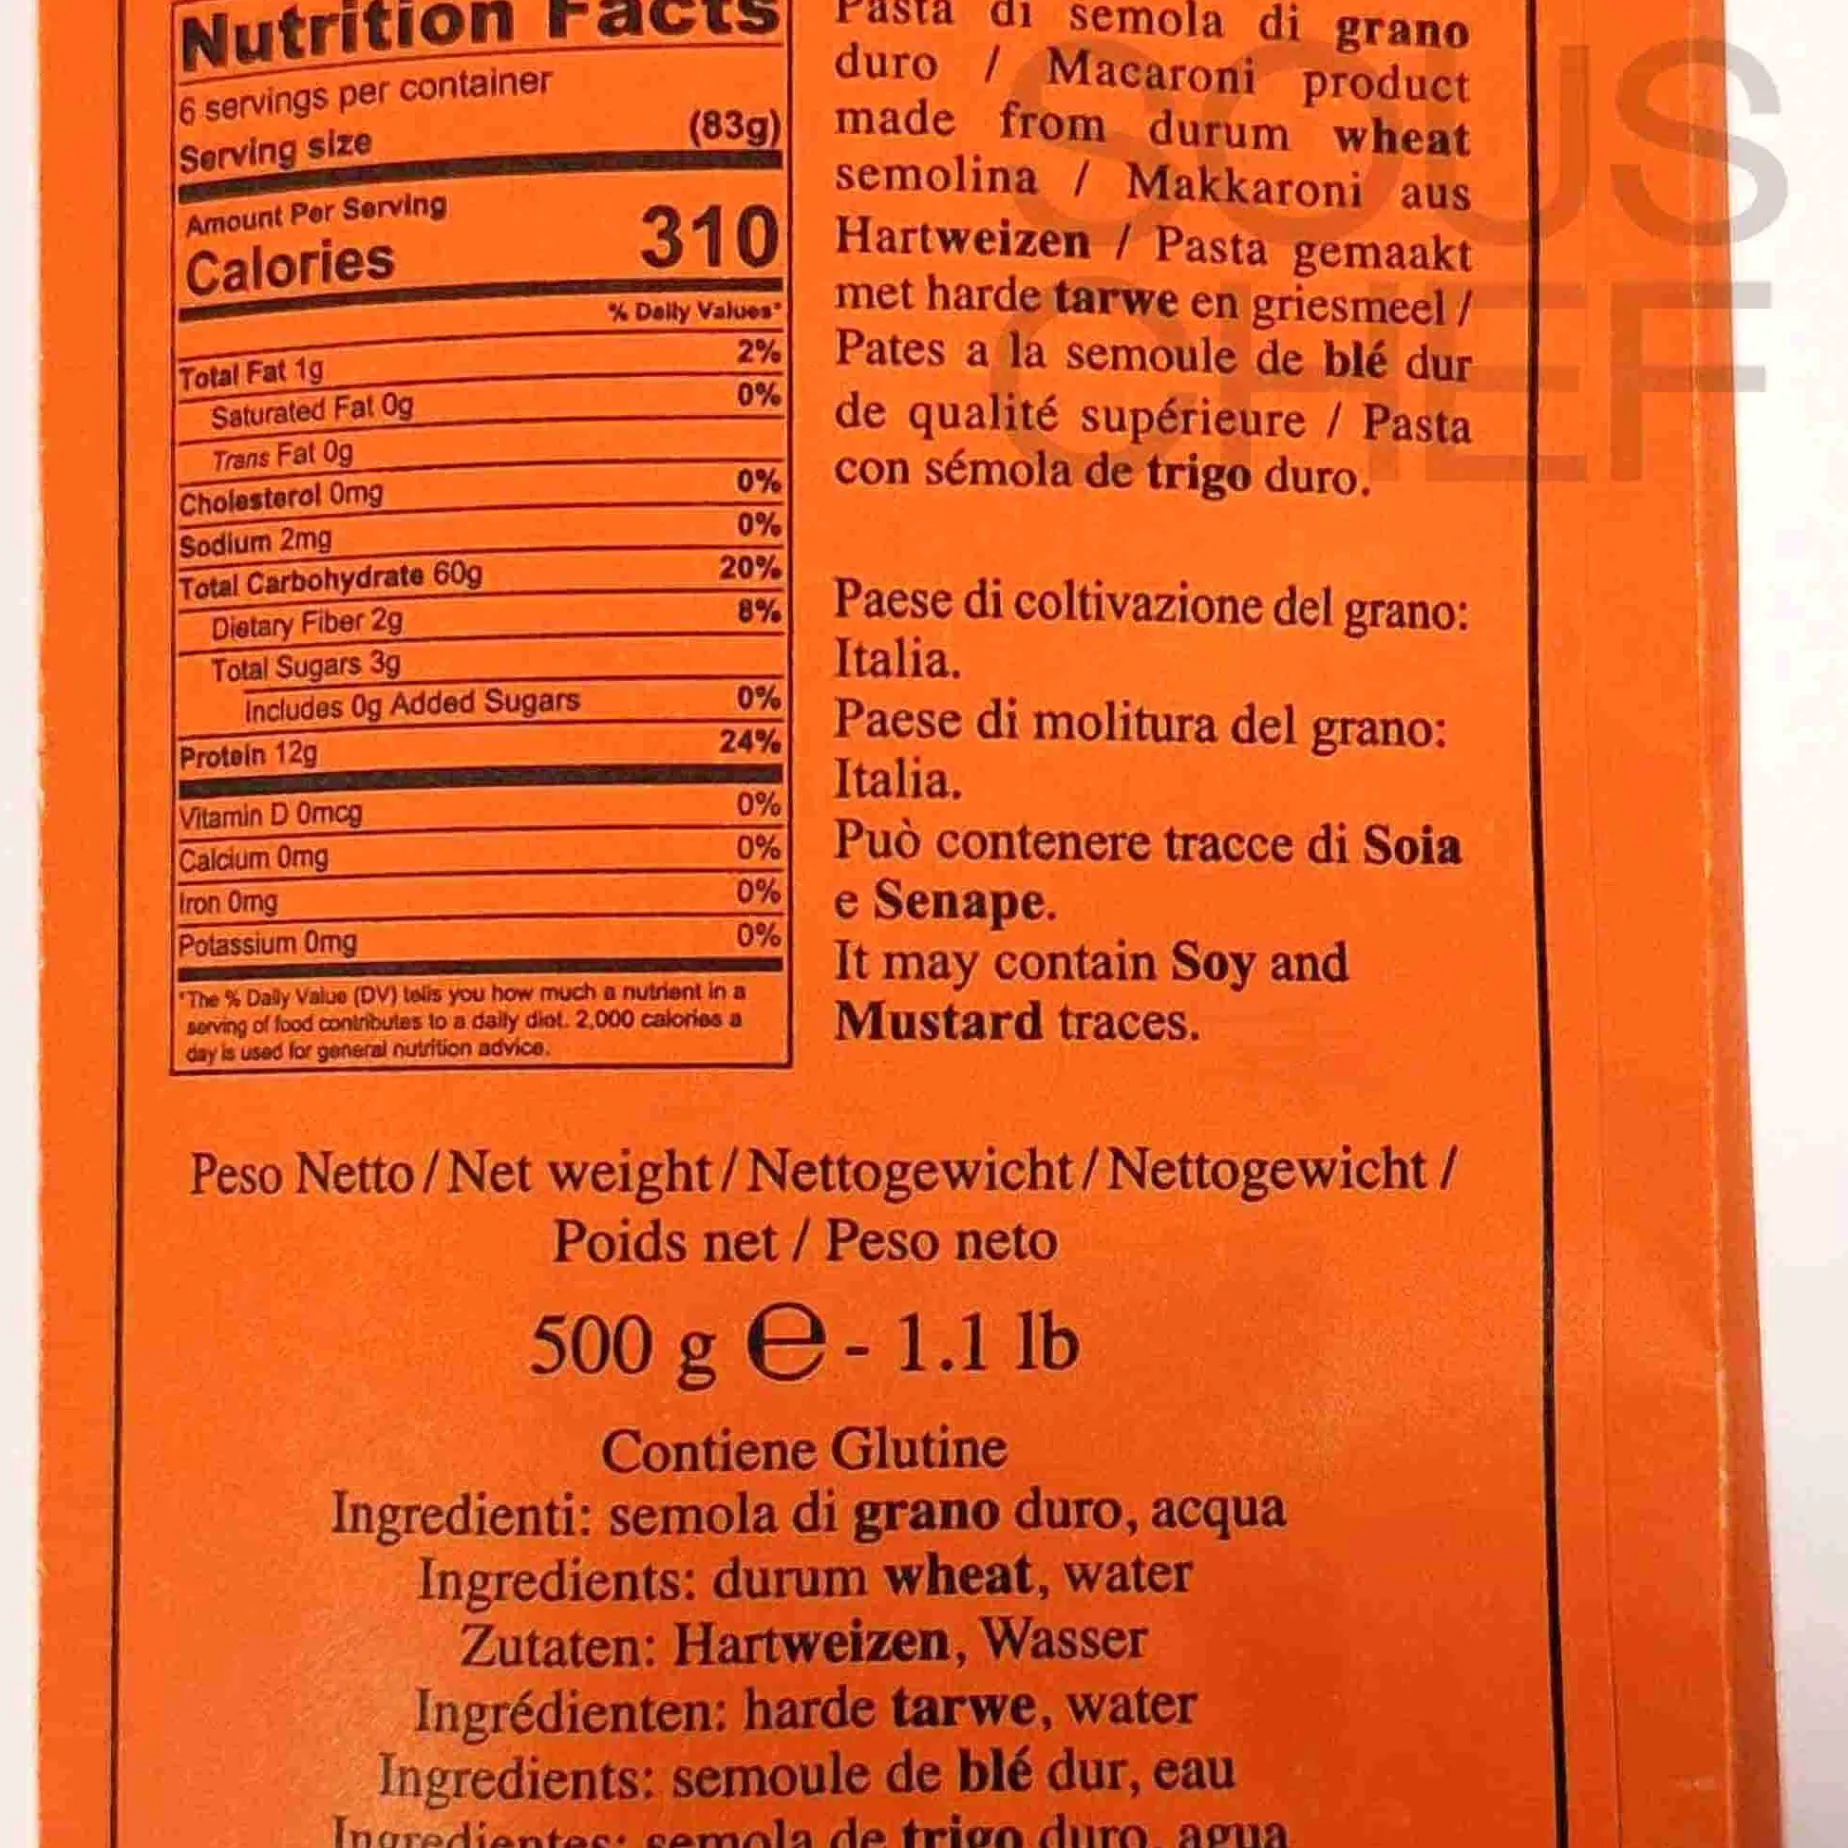 Nutrition Facts
6 servings per container
Serving size (83g)
Amount Per Serving
Calories 310
% Daily Values*
Total Fat 1g 2%
Saturated Fat 0g 0%
Trans Fat 0g
Cholesterol 0mg 0%
Sodium 2mg 0%
Total Carbohydrate 60g 20%
Dietary Fiber 2g 8%
Total Sugars 3g
Includes 0g Added Sugars 0%
Protein 12g 24%
Vitamin D 0mcg 0%
Calcium 0mg 0%
Iron 0mg 0%
Potassium 0mg 0%
*The % Daily Value (DV) tells you how much a nutrient in a
serving of food contributes to a daily diet. 2,000 calories a
day is used for general nutrition advice.
Pasta di semola di grano
duro / Macaroni product
made from durum wheat
semolina / Makkaroni aus
Hartweizen / Pasta gemaakt
met harde tarwe en griesmeel /
Pates a la semoule de blé dur
de qualité supérieure / Pasta
con sémola de trigo duro.
Paese di coltivazione del grano:
Italia.
Paese di molitura del grano:
Italia.
Può contenere tracce di Soia
e Senape.
It may contain Soy and
Mustard traces.
SOUS
CHEF
Peso Netto / Net weight / Nettogewicht / Nettogewicht /
Poids net / Peso neto
500 g ℮ - 1.1 lb
Contiene Glutine
Ingredienti: semola di grano duro, acqua
Ingredients: durum wheat, water
Zutaten: Hartweizen, Wasser
Ingrédienten: harde tarwe, water
Ingredients: semoule de blé dur, eau
Ingredientes: semola de trigo duro, agua